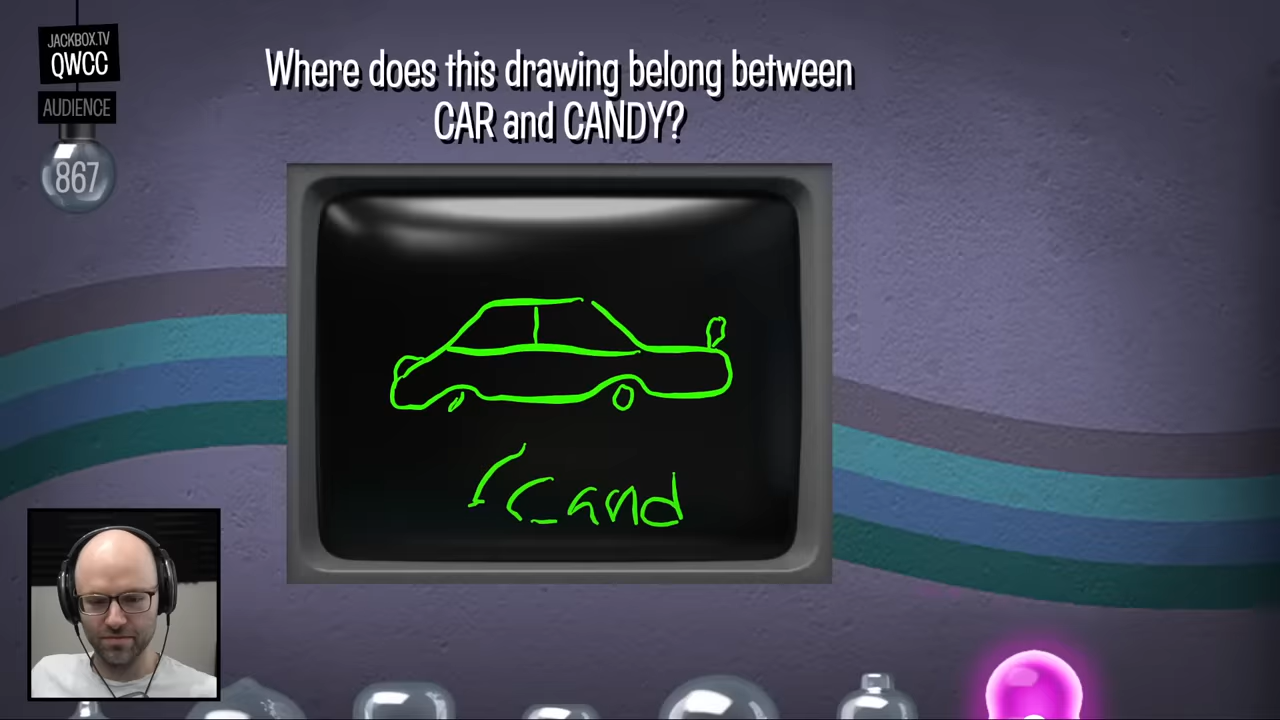 JACKBOX.TV
QWCC
AUDIENCE
867
Where does this drawing belong between
CAR and CANDY?
Cand